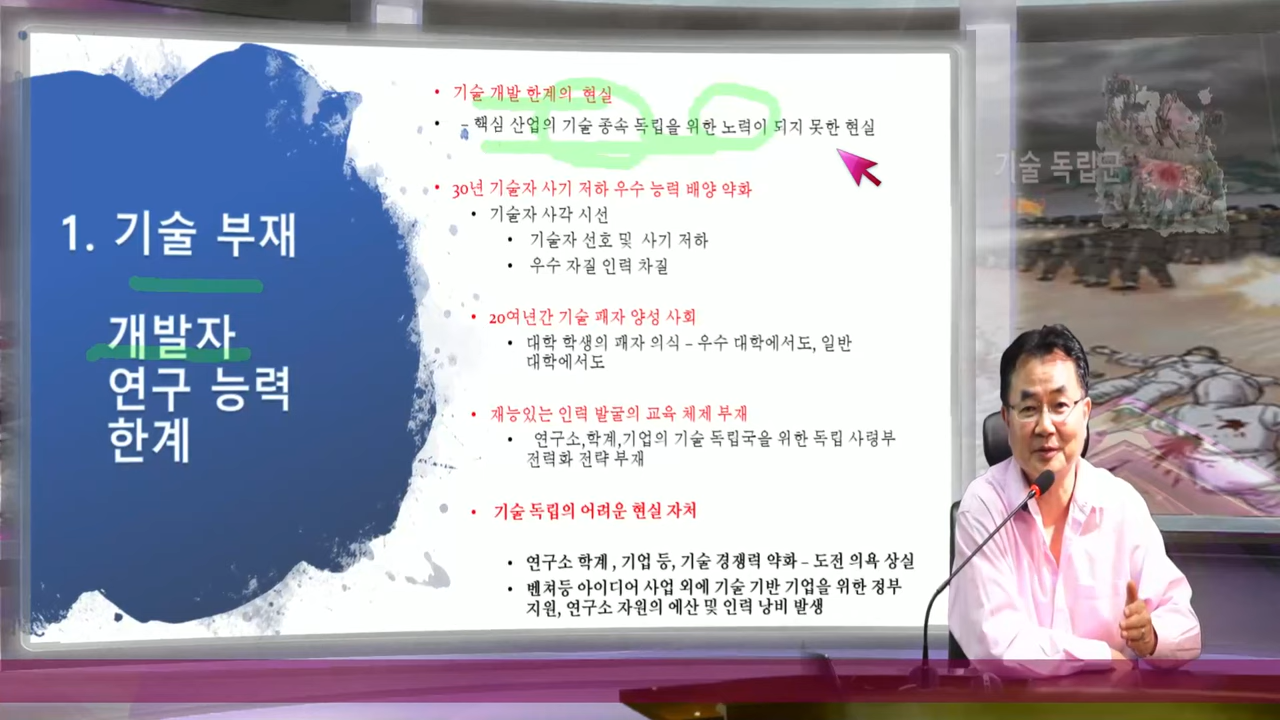 1. 기술 부재
개발자
연구 능력
한계
• 기술 개발 한계의 현실
• – 핵심 산업의 기술 종속 독립을 위한 노력이 되지 못한 현실
• 30년 기술자 사기 저하 우수 능력 배양 약화
• 기술자 사각 시선
• 기술자 선호 및 사기 저하
• 우수 자질 인력 차질
• 20여년간 기술 패자 양성 사회
• 대학 학생의 패자 의식 – 우수 대학에서도, 일반
대학에서도
• 재능있는 인력 발굴의 교육 체제 부재
• 연구소,학계,기업의 기술 독립국을 위한 독립 사령부
전력화 전략 부재
• 기술 독립의 어려운 현실 자처
• 연구소 학계 , 기업 등, 기술 경쟁력 약화 – 도전 의욕 상실
• 벤쳐등 아이디어 사업 외에 기술 기반 기업을 위한 정부
지원, 연구소 자원의 예산 및 인력 낭비 발생
기술 독립군